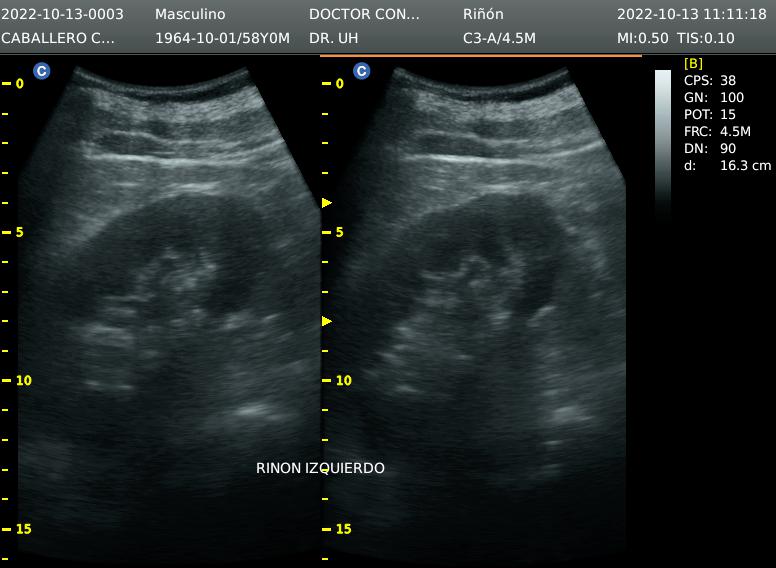 2022-10-13-0003 Masculino DOCTOR CON... Riñón 2022-10-13 11:11:18
CABALLERO C... 1964-10-01/58Y0M DR. UH C3-A/4.5M MI:0.50 TIS:0.10
C C
[B]
CPS: 38
GN: 100
POT: 15
FRC: 4.5M
DN: 90
d: 16.3 cm
0 0
5 5
10 10
RINON IZQUIERDO
15 15